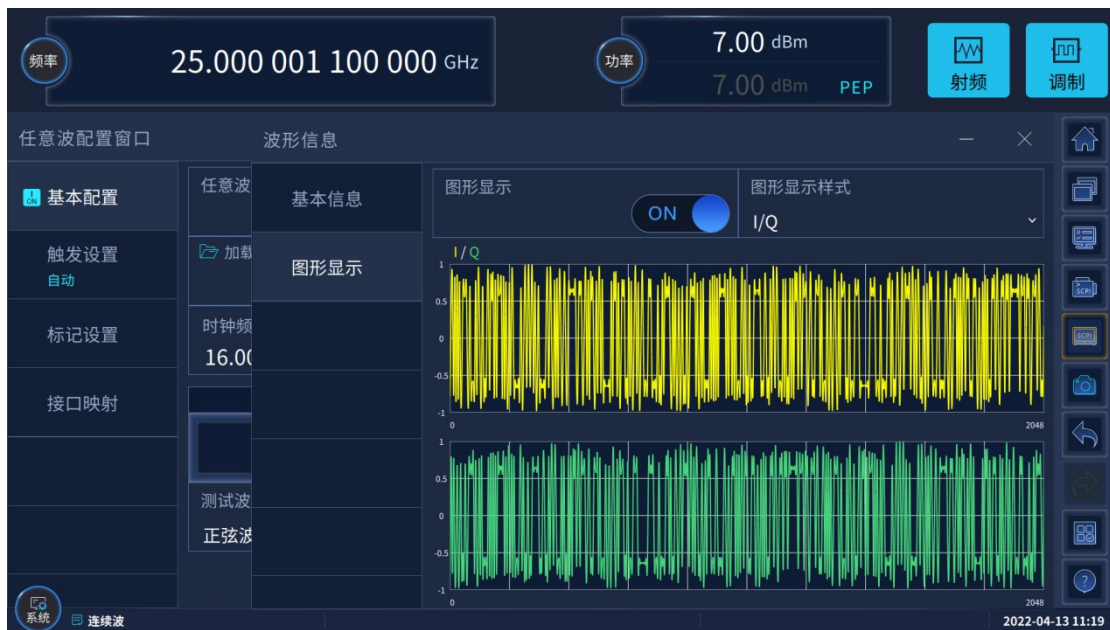 频率
25.000 001 100 000 GHz
功率
7.00 dBm
7.00 dBm PEP
射频
调制
任意波配置窗口
波形信息
基本配置
触发设置
自动
标记设置
接口映射
任意波
加载
时钟频
16.00
测试波
正弦波
基本信息
图形显示
图形显示
ON
图形显示样式
I/Q
I/Q
1
0.5
0
-0.5
-1
0
2048
1
0.5
0
-0.5
-1
0
2048
SCPI
SCPI
系统
连续波
2022-04-13 11:19